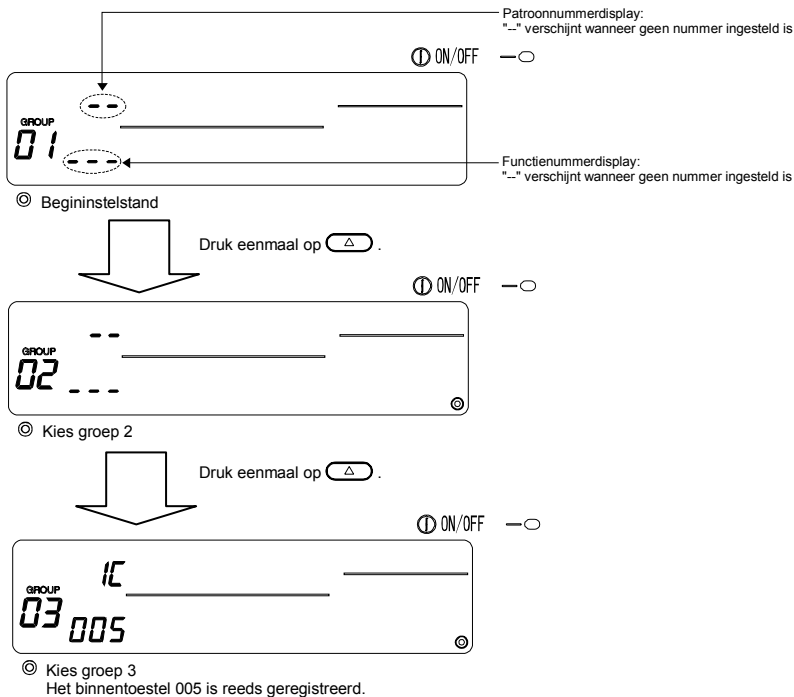 Patroonnummerdisplay:
"--" verschijnt wanneer geen nummer ingesteld is
ON/OFF
--
GROUP
01
---
Functienummerdisplay:
"--" verschijnt wanneer geen nummer ingesteld is
◎ Begininstelstand
Druk eenmaal op △ .
ON/OFF
--
GROUP
02
---
◎ Kies groep 2
Druk eenmaal op △ .
ON/OFF
IC
GROUP
03
005
◎ Kies groep 3
Het binnentoestel 005 is reeds geregistreerd.